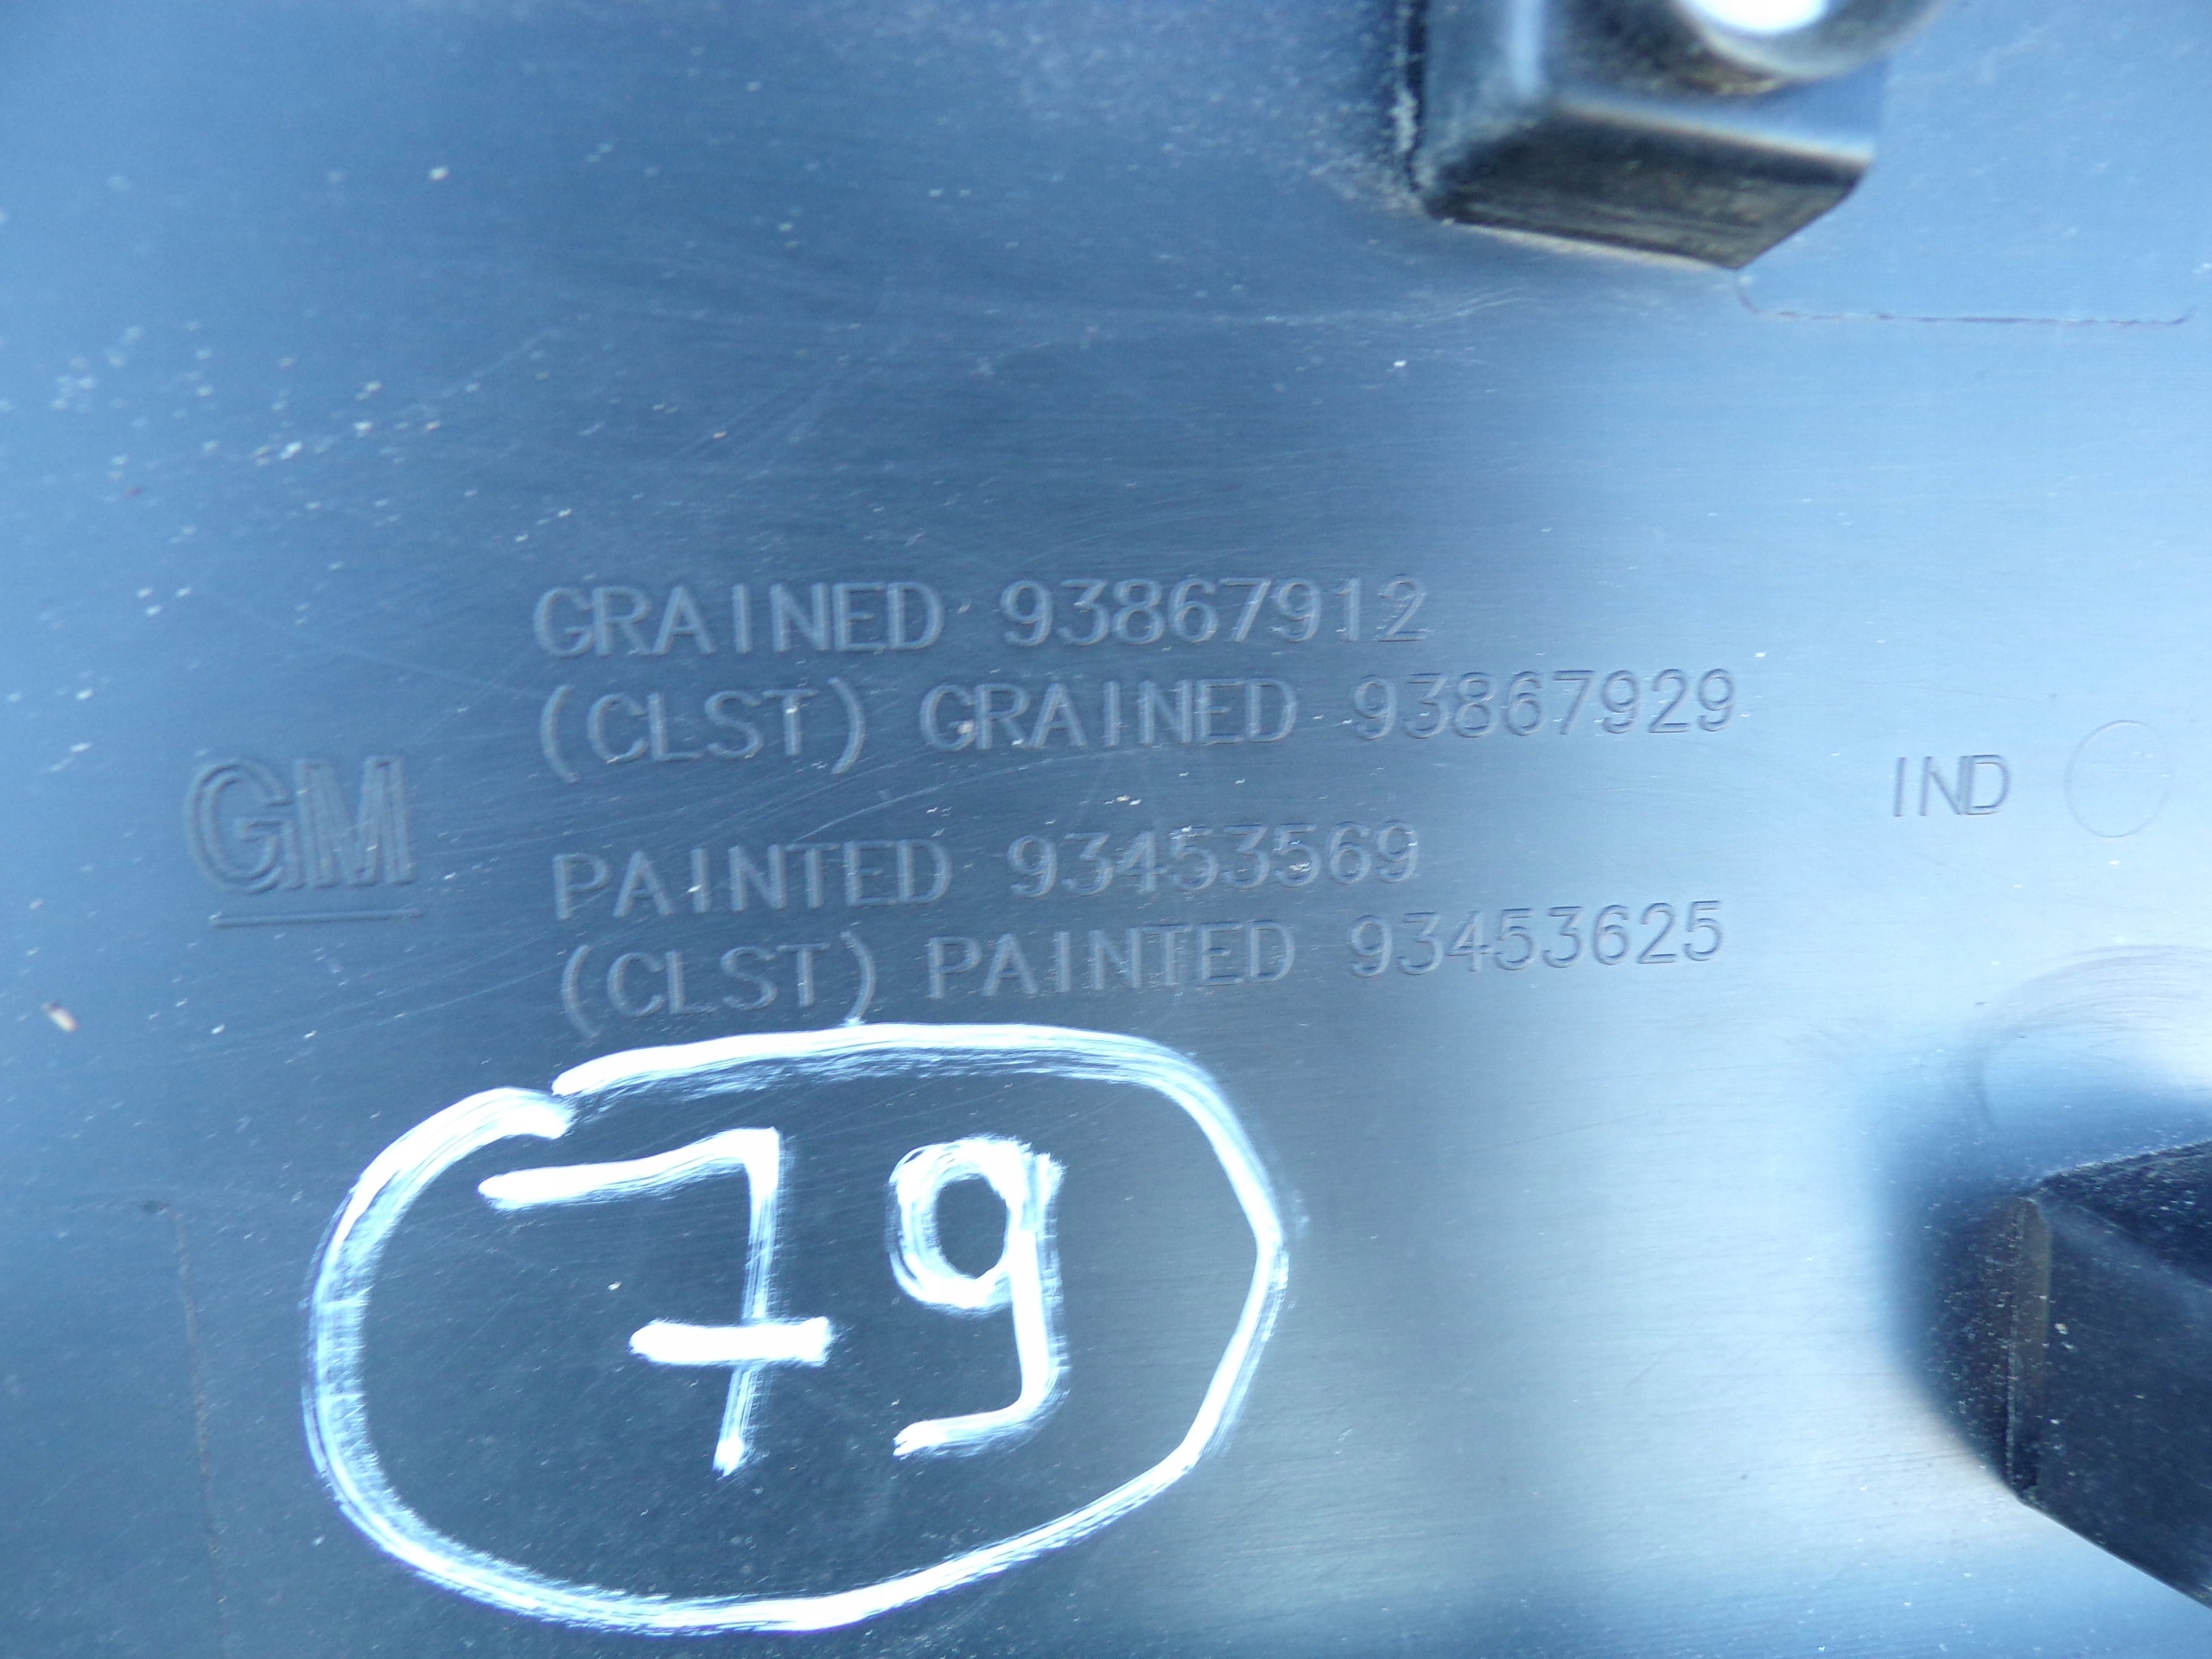 GRAINED 93867912
(CLST) GRAINED 93867929
GM
IND
PAINTED 93453569
(CLST) PAINTED 93453625
79